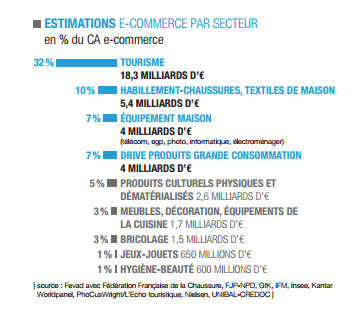 ESTIMATIONS E-COMMERCE PAR SECTEUR
en % du CA e-commerce
32 % TOURISME
18,3 MILLIARDS D'€
10 % HABILLEMENT-CHAUSSURES, TEXTILES DE MAISON
5,4 MILLIARDS D'€
7 % ÉQUIPEMENT MAISON
4 MILLIARDS D'€
(télécom, egp, photo, informatique, électroménager)
7 % DRIVE PRODUITS GRANDE CONSOMMATION
4 MILLIARDS D'€
5 % PRODUITS CULTURELS PHYSIQUES ET
DÉMATÉRIALISÉS 2,6 MILLIARDS D'€
3 % MEUBLES, DÉCORATION, ÉQUIPEMENTS DE
LA CUISINE 1,7 MILLIARDS D'€
3 % BRICOLAGE 1,5 MILLIARDS D'€
1 % JEUX-JOUETS 650 MILLIONS D'€
1 % HYGIÈNE-BEAUTÉ 600 MILLIONS D'€
| source : Fevad avec Fédération Française de la Chaussure, FJP-NPD, GfK, IFM, Insee, Kantar
Worldpanel, PhoCusWright/L'Echo touristique, Nielsen, UNIBAL-CREDOC |